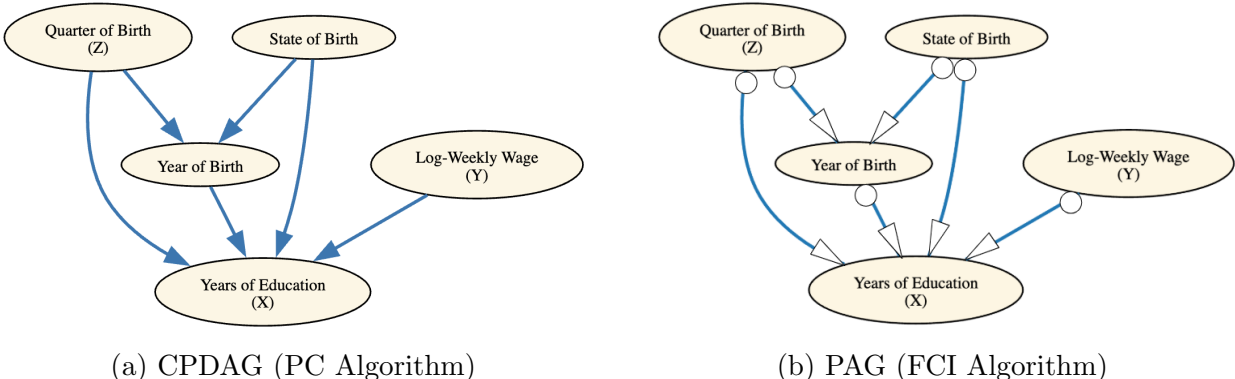 Quarter of Birth
(Z)
State of Birth
Year of Birth
Log-Weekly Wage
(Y)
Years of Education
(X)
(a) CPDAG (PC Algorithm)
Quarter of Birth
(Z)
State of Birth
Year of Birth
Log-Weekly Wage
(Y)
Years of Education
(X)
(b) PAG (FCI Algorithm)